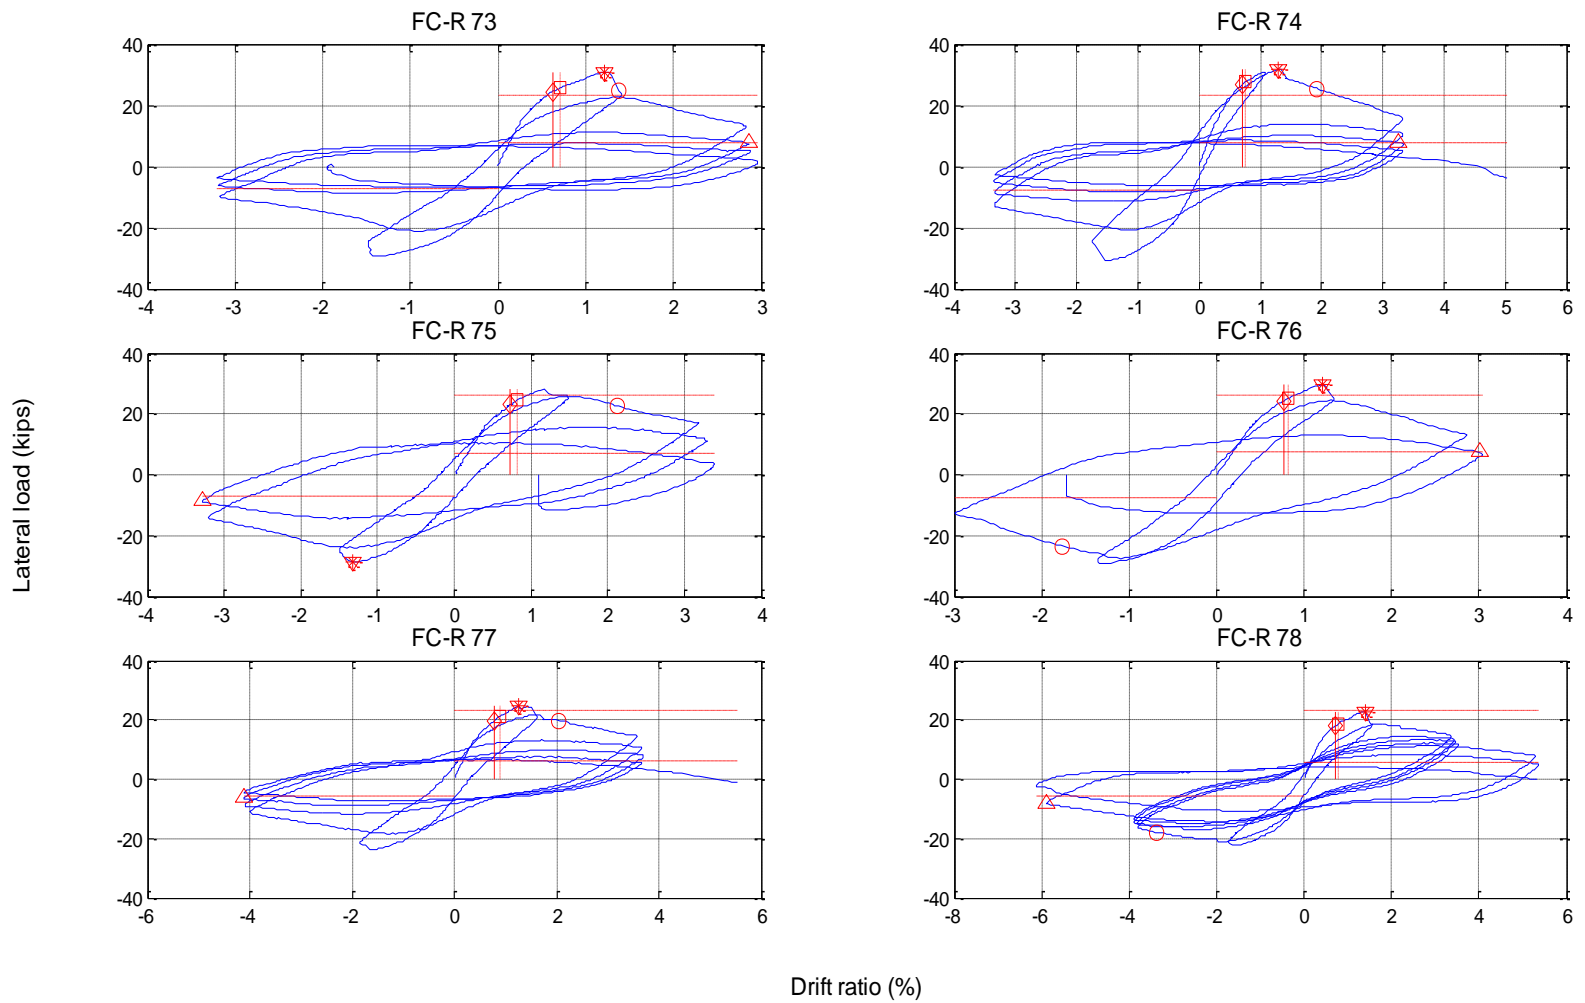 FC-R 73
40
20
0
-20
-40
-4 -3 -2 -1 0 1 2 3
FC-R 74
40
20
0
-20
-40
-4 -3 -2 -1 0 1 2 3 4 5 6
FC-R 75
40
20
0
-20
-40
-4 -3 -2 -1 0 1 2 3 4
FC-R 76
40
20
0
-20
-40
-3 -2 -1 0 1 2 3 4
FC-R 77
40
20
0
-20
-40
-6 -4 -2 0 2 4 6
FC-R 78
40
20
0
-20
-40
-8 -6 -4 -2 0 2 4 6
Lateral load (kips)
Drift ratio (%)